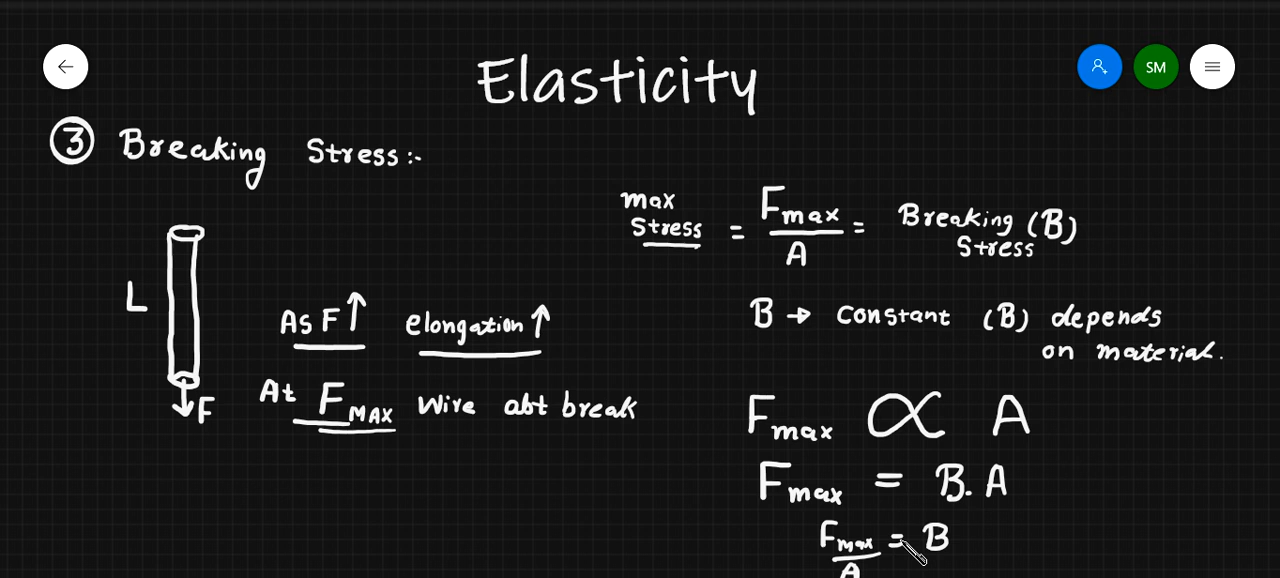 Elasticity
SM
③ Breaking Stress :-
max
Stress = Fmax / A = Breaking (B)
Stress
L
As F ↑ elongation ↑
B → constant (B) depends
on material.
At FMAX wire abt break
F
Fmax ∝ A
Fmax = B. A
Fmax / A = B